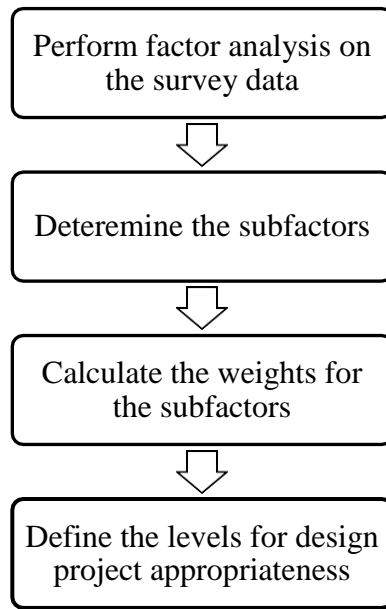 Perform factor analysis on
the survey data
Deteremine the subfactors
Calculate the weights for
the subfactors
Define the levels for design
project appropriateness